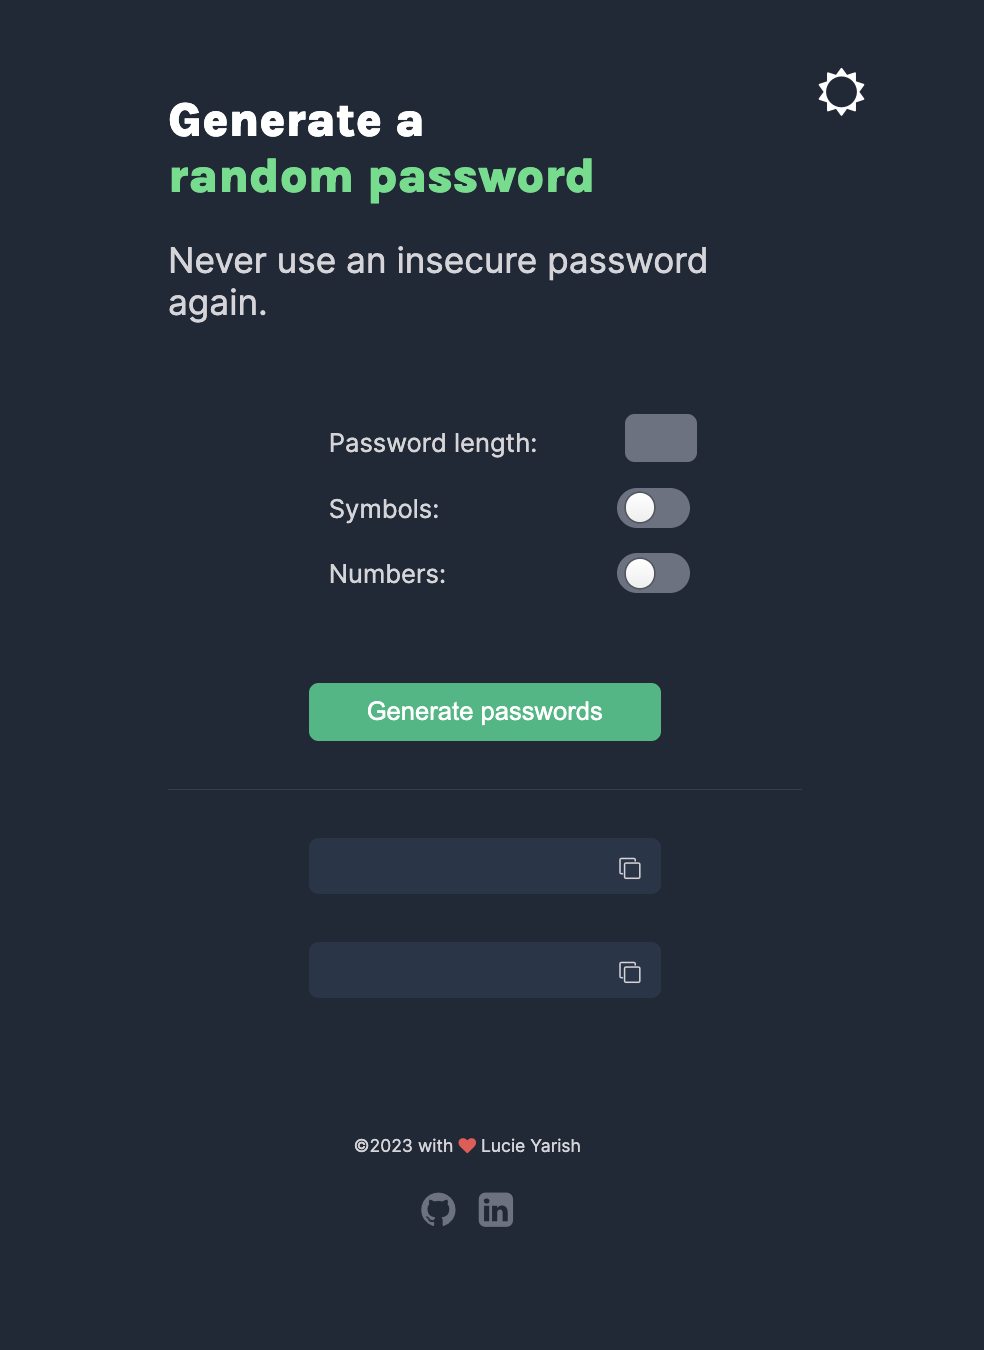 Generate a
random password
Never use an insecure password
again.
Password length:
Symbols:
Numbers:
Generate passwords
©2023 with ❤ Lucie Yarish
in